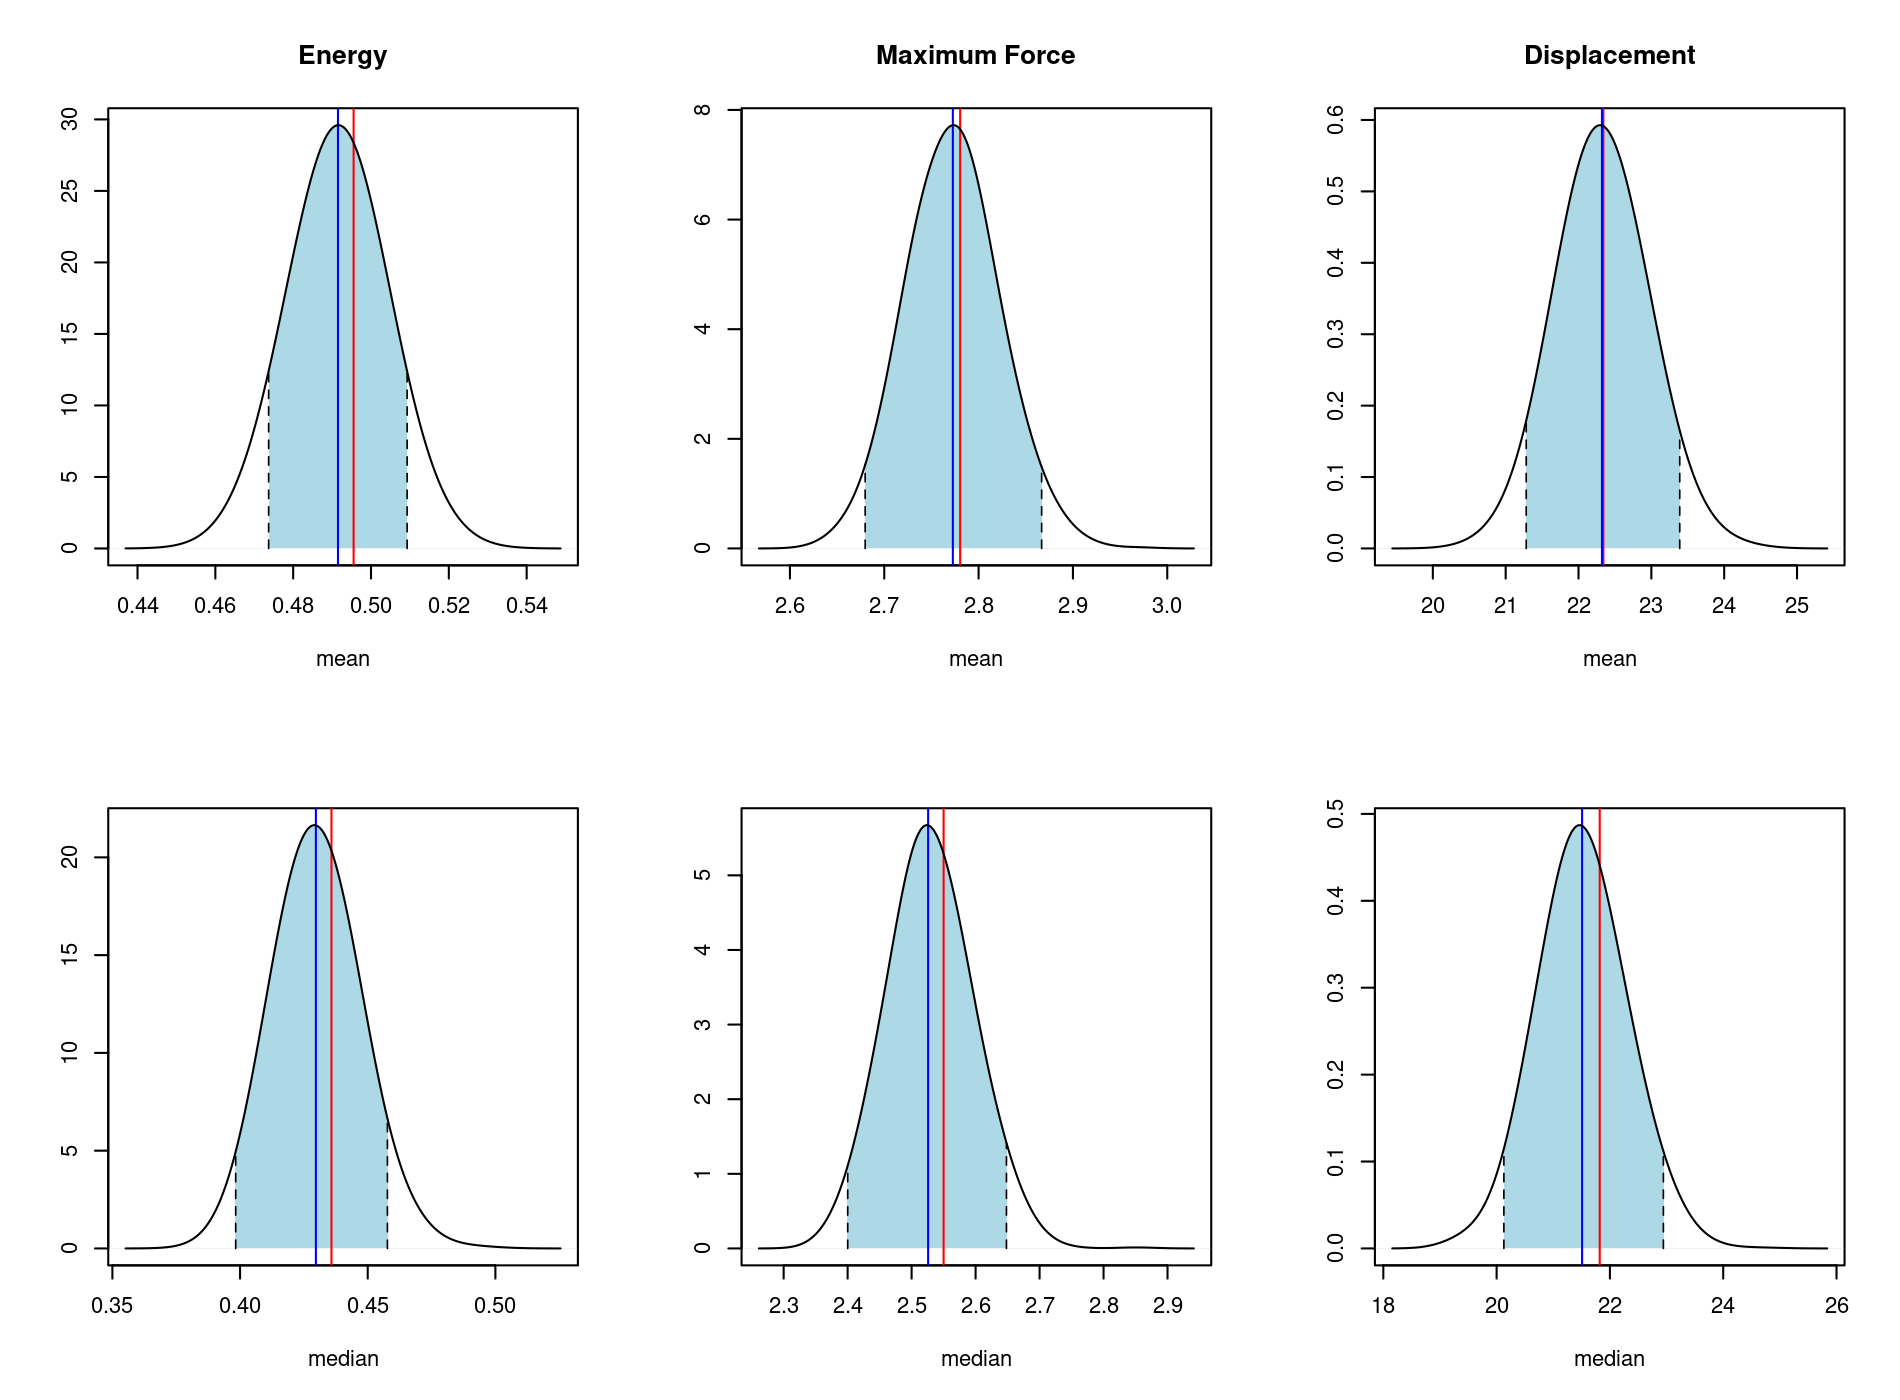 Energy
Maximum Force
Displacement
0 5 10 15 20 25 30
0.44 0.46 0.48 0.50 0.52 0.54
mean
0 2 4 6 8
2.6 2.7 2.8 2.9 3.0
mean
0.0 0.1 0.2 0.3 0.4 0.5 0.6
20 21 22 23 24 25
mean
0 5 10 15 20
0.35 0.40 0.45 0.50
median
0 1 2 3 4 5
2.3 2.4 2.5 2.6 2.7 2.8 2.9
median
0.0 0.1 0.2 0.3 0.4 0.5
18 20 22 24 26
median